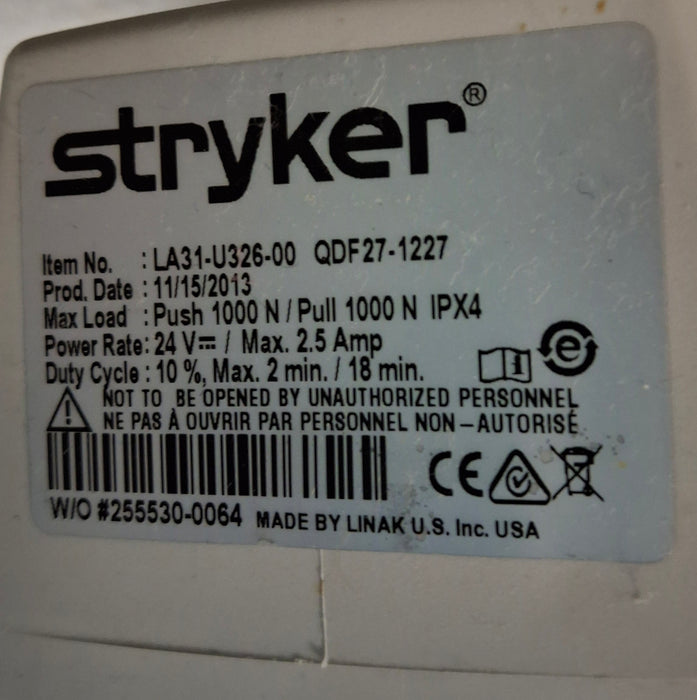 stryker®
Item No. : LA31-U326-00 QDF27-1227
Prod. Date : 11/15/2013
Max Load : Push 1000 N / Pull 1000 N IPX4
Power Rate: 24 V⎓ / Max. 2.5 Amp
Duty Cycle : 10 %, Max. 2 min. / 18 min.
NOT TO BE OPENED BY UNAUTHORIZED PERSONNEL
NE PAS À OUVRIR PAR PERSONNEL NON-AUTORISÉ
CE
W/O #255530-0064 MADE BY LINAK U.S. Inc. USA